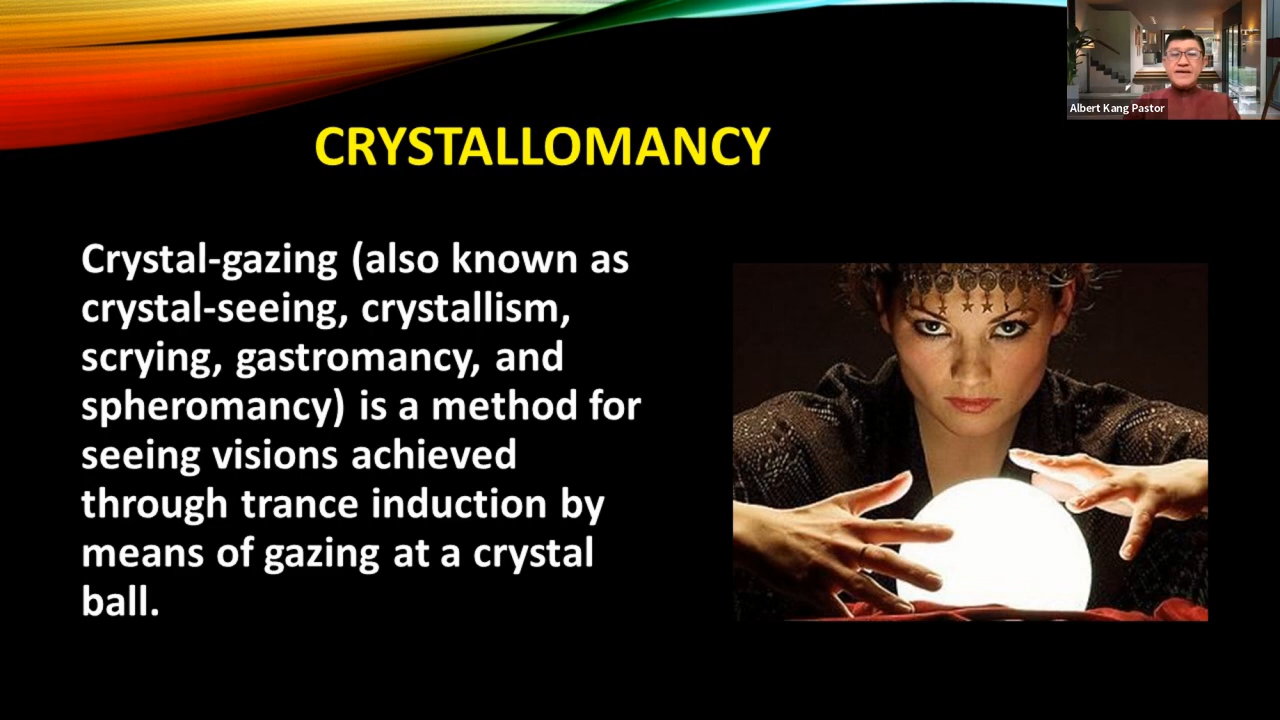 Albert Kang Pastor
CRYSTALLOMANCY
Crystal-gazing (also known as
crystal-seeing, crystallism,
scrying, gastromancy, and
spheromancy) is a method for
seeing visions achieved
through trance induction by
means of gazing at a crystal
ball.